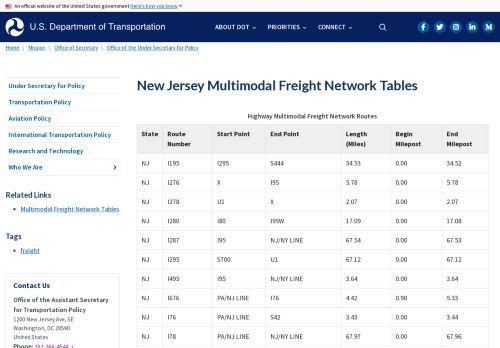 An official website of the United States government Here's how you know
U.S. Department of Transportation
ABOUT DOT PRIORITIES CONNECT
Home \ Mission \ Office of Secretary \ Office of the Under Secretary for Policy
Under Secretary for Policy
Transportation Policy
Aviation Policy
International Transportation Policy
Research and Technology
Who We Are
Related Links
Multimodal Freight Network Tables
Tags
freight
Contact Us
Office of the Assistant Secretary
for Transportation Policy
1200 New Jersey Ave, SE
Washington, DC 20590
United States
Phone: 202-366-4544
New Jersey Multimodal Freight Network Tables
Highway Multimodal Freight Network Routes
State Route Number Start Point End Point Length (Miles) Begin Milepost End Milepost
NJ I195 I295 S444 34.53 0.00 34.52
NJ I276 X I95 5.78 0.00 5.78
NJ I278 U1 X 2.07 0.00 2.07
NJ I280 I80 I95W 17.09 0.00 17.08
NJ I287 I95 NJ/NY LINE 67.54 0.00 67.53
NJ I295 S700 U1 67.12 0.00 67.12
NJ I495 I95 NJ/NY LINE 3.64 0.00 3.64
NJ I676 PA/NJ LINE I76 4.42 0.90 5.33
NJ I76 PA/NJ LINE S42 3.43 0.00 3.44
NJ I78 PA/NJ LINE NJ/NY LINE 67.97 0.00 67.96